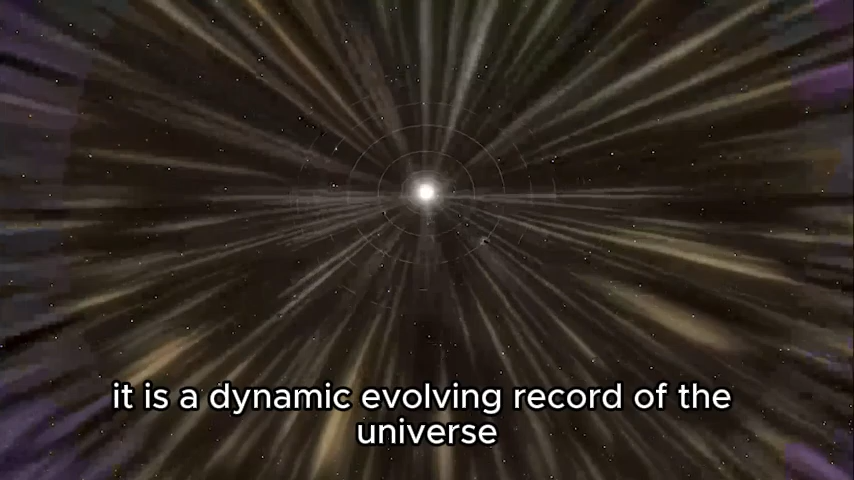 it is a dynamic evolving record of the
universe